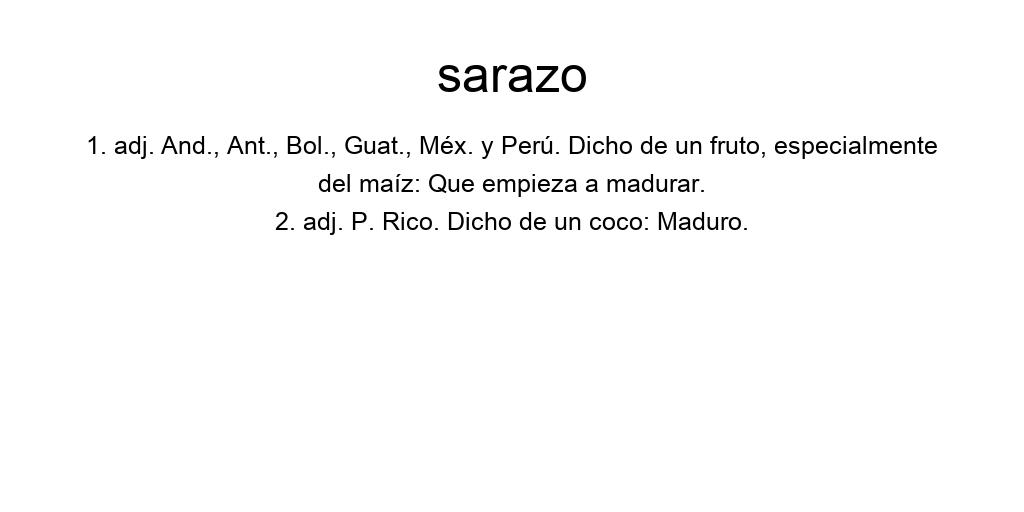 sarazo
1. adj. And., Ant., Bol., Guat., Méx. y Perú. Dicho de un fruto, especialmente
del maíz: Que empieza a madurar.
2. adj. P. Rico. Dicho de un coco: Maduro.